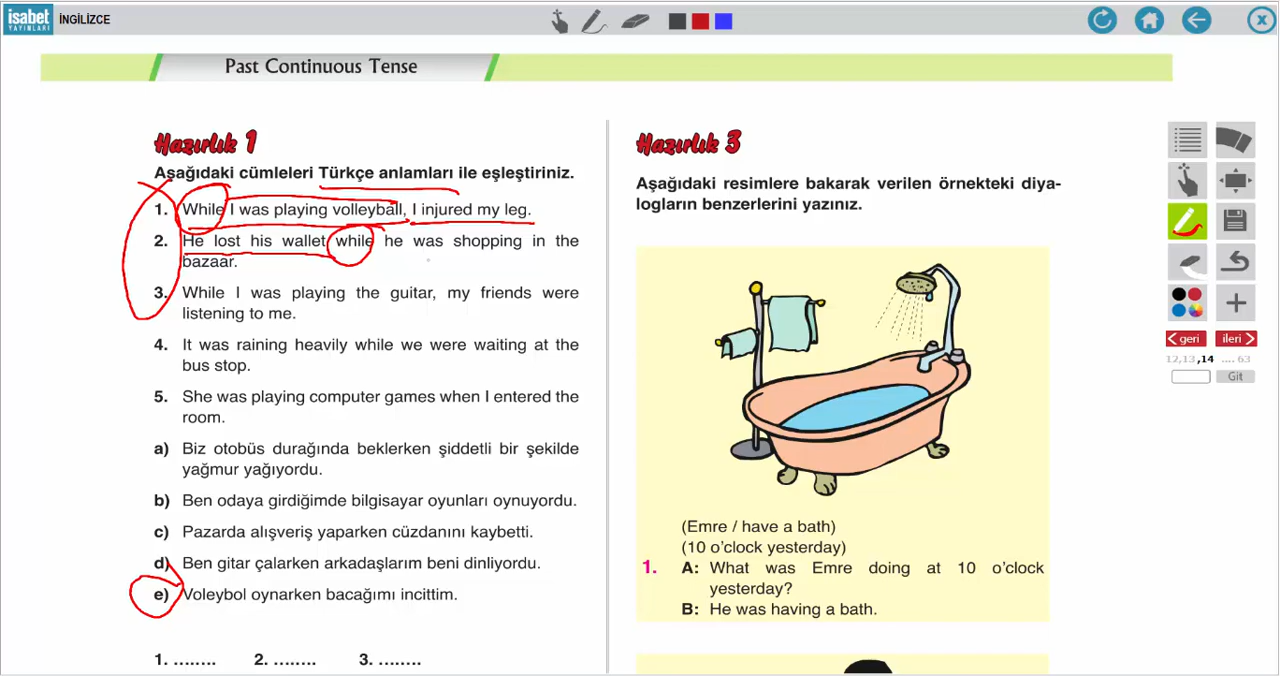 isabet
YAYINLARI
İNGİLİZCE
Past Continuous Tense
Hazırlık 1
Aşağıdaki cümleleri Türkçe anlamları ile eşleştiriniz.
1. While I was playing volleyball, I injured my leg.
2. He lost his wallet while he was shopping in the
bazaar.
3. While I was playing the guitar, my friends were
listening to me.
4. It was raining heavily while we were waiting at the
bus stop.
5. She was playing computer games when I entered the
room.
a) Biz otobüs durağında beklerken şiddetli bir şekilde
yağmur yağıyordu.
b) Ben odaya girdiğimde bilgisayar oyunları oynuyordu.
c) Pazarda alışveriş yaparken cüzdanını kaybetti.
d) Ben gitar çalarken arkadaşlarım beni dinliyordu.
e) Voleybol oynarken bacağımı incittim.
1. ........ 2. ........ 3. ........
Hazırlık 3
Aşağıdaki resimlere bakarak verilen örnekteki diya-
logların benzerlerini yazınız.
(Emre / have a bath)
(10 o'clock yesterday)
1. A: What was Emre doing at 10 o'clock
yesterday?
B: He was having a bath.
geri ileri
12,13,14 .... 63
Git